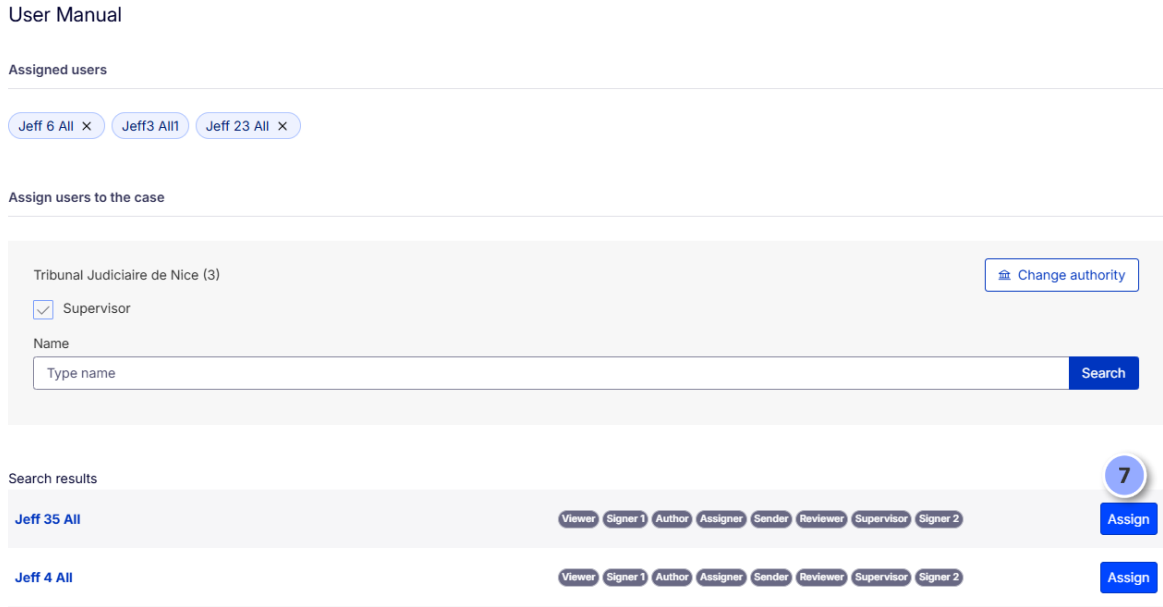 User Manual
Assigned users
Jeff 6 All × Jeff3 All1 Jeff 23 All ×
Assign users to the case
Tribunal Judiciaire de Nice (3) Change authority
Supervisor
Name
Type name Search
Search results
7
Jeff 35 All Viewer Signer 1 Author Assigner Sender Reviewer Supervisor Signer 2 Assign
Jeff 4 All Viewer Signer 1 Author Assigner Sender Reviewer Supervisor Signer 2 Assign